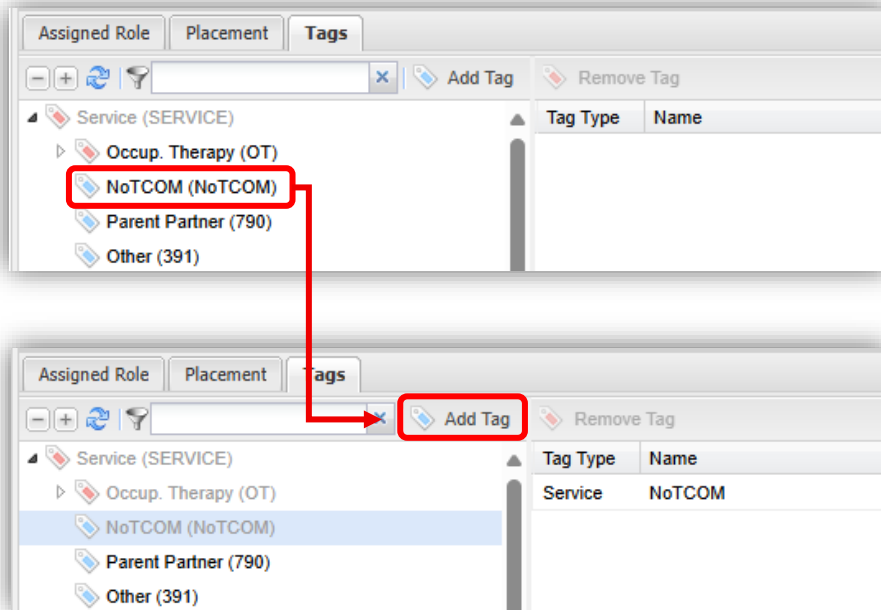 Assigned Role Placement Tags
Add Tag Remove Tag
Service (SERVICE) Tag Type Name
Occup. Therapy (OT)
NoTCOM (NoTCOM)
Parent Partner (790)
Other (391)
Assigned Role Placement Tags
Add Tag Remove Tag
Service (SERVICE) Tag Type Name
Occup. Therapy (OT) Service NoTCOM
NoTCOM (NoTCOM)
Parent Partner (790)
Other (391)